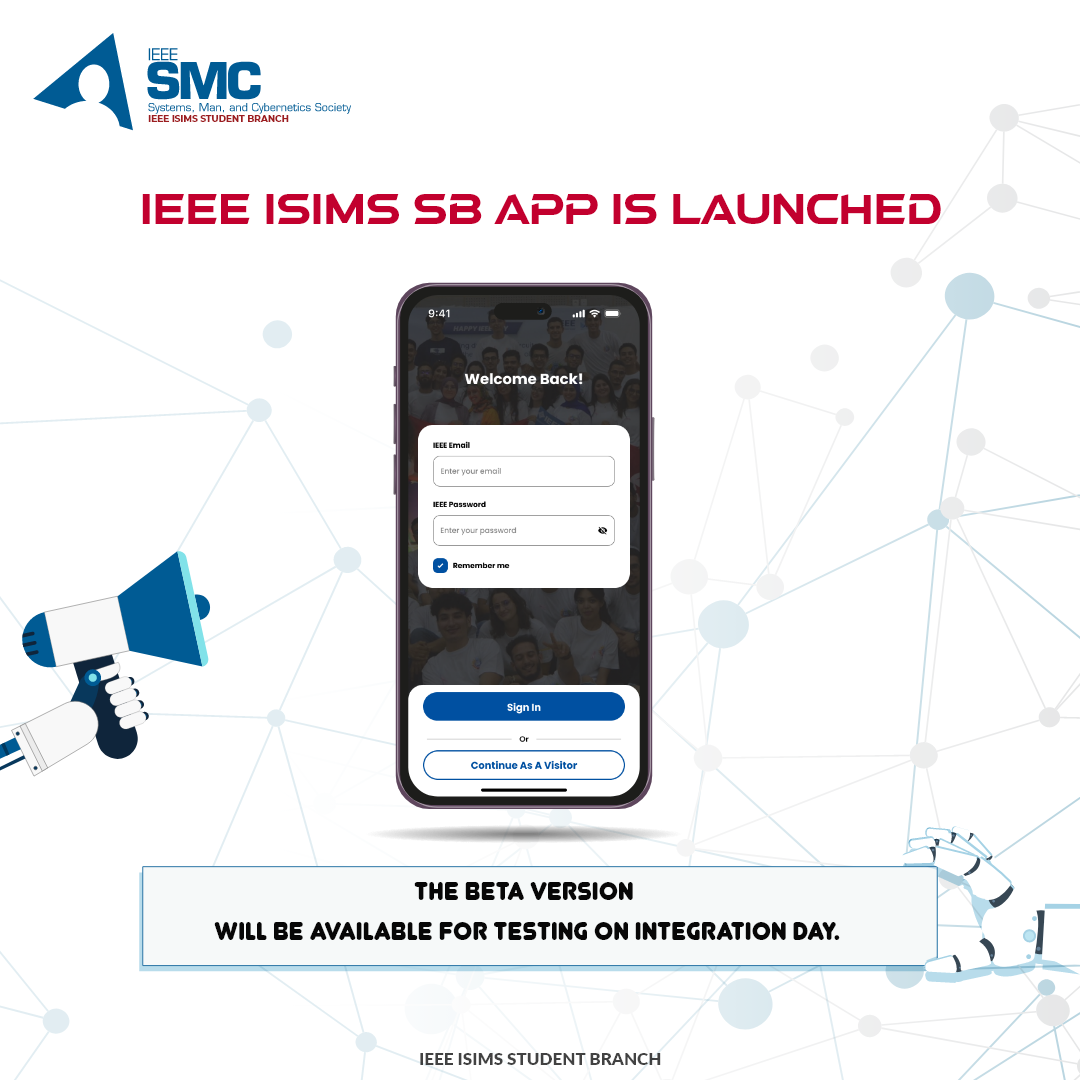 IEEE
SMC
Systems, Man, and Cybernetics Society
IEEE ISIMS STUDENT BRANCH
IEEE ISIMS SB APP IS LAUNCHED
9:41
Welcome Back!
IEEE Email
Enter your email
IEEE Password
Enter your password
Remember me
Sign In
Or
Continue As A Visitor
THE BETA VERSION
WILL BE AVAILABLE FOR TESTING ON INTEGRATION DAY.
IEEE ISIMS STUDENT BRANCH